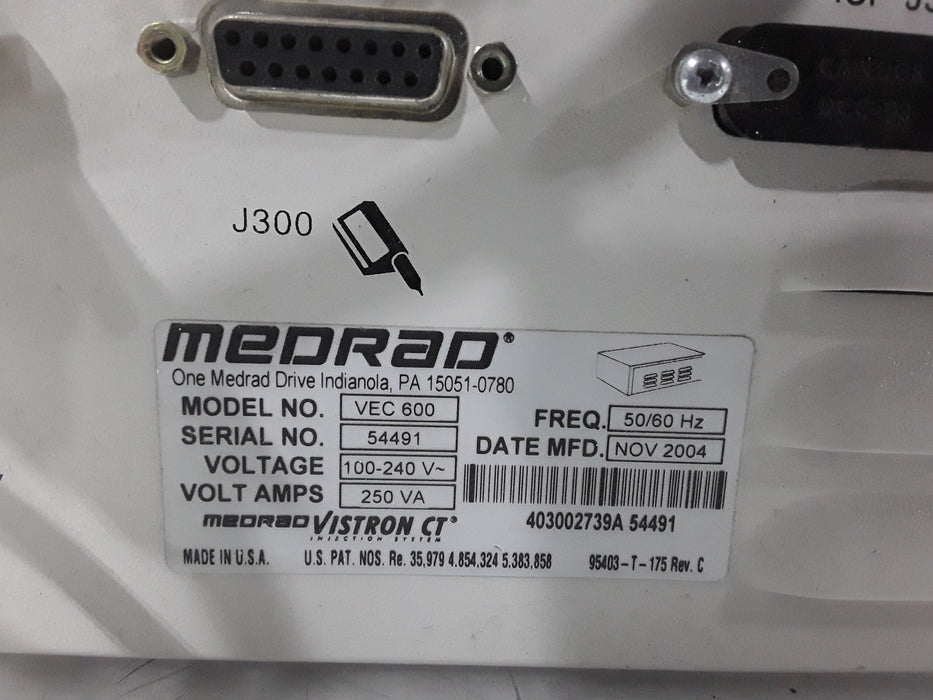 J300
MEDRAD®
One Medrad Drive Indianola, PA 15051-0780
MODEL NO. VEC 600
SERIAL NO. 54491
VOLTAGE 100-240 V~
VOLT AMPS 250 VA
FREQ. 50/60 Hz
DATE MFD. NOV 2004
403002739A 54491
MEDRAD VISTRON CT®
INJECTION SYSTEM
MADE IN U.S.A. U.S. PAT. NOS. Re. 35,979 4.854,324 5.383,858 95403-T-175 Rev. C